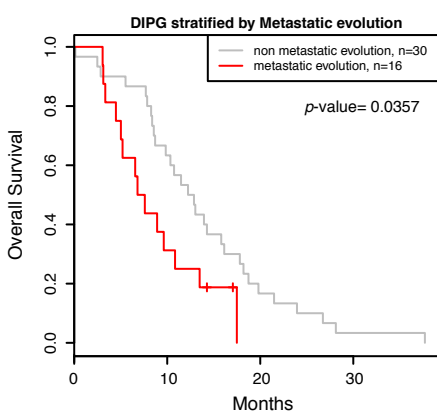 DIPG stratified by Metastatic evolution
non metastatic evolution, n=30
metastatic evolution, n=16
p-value= 0.0357
Overall Survival
1.0
0.8
0.6
0.4
0.2
0.0
0 10 20 30
Months